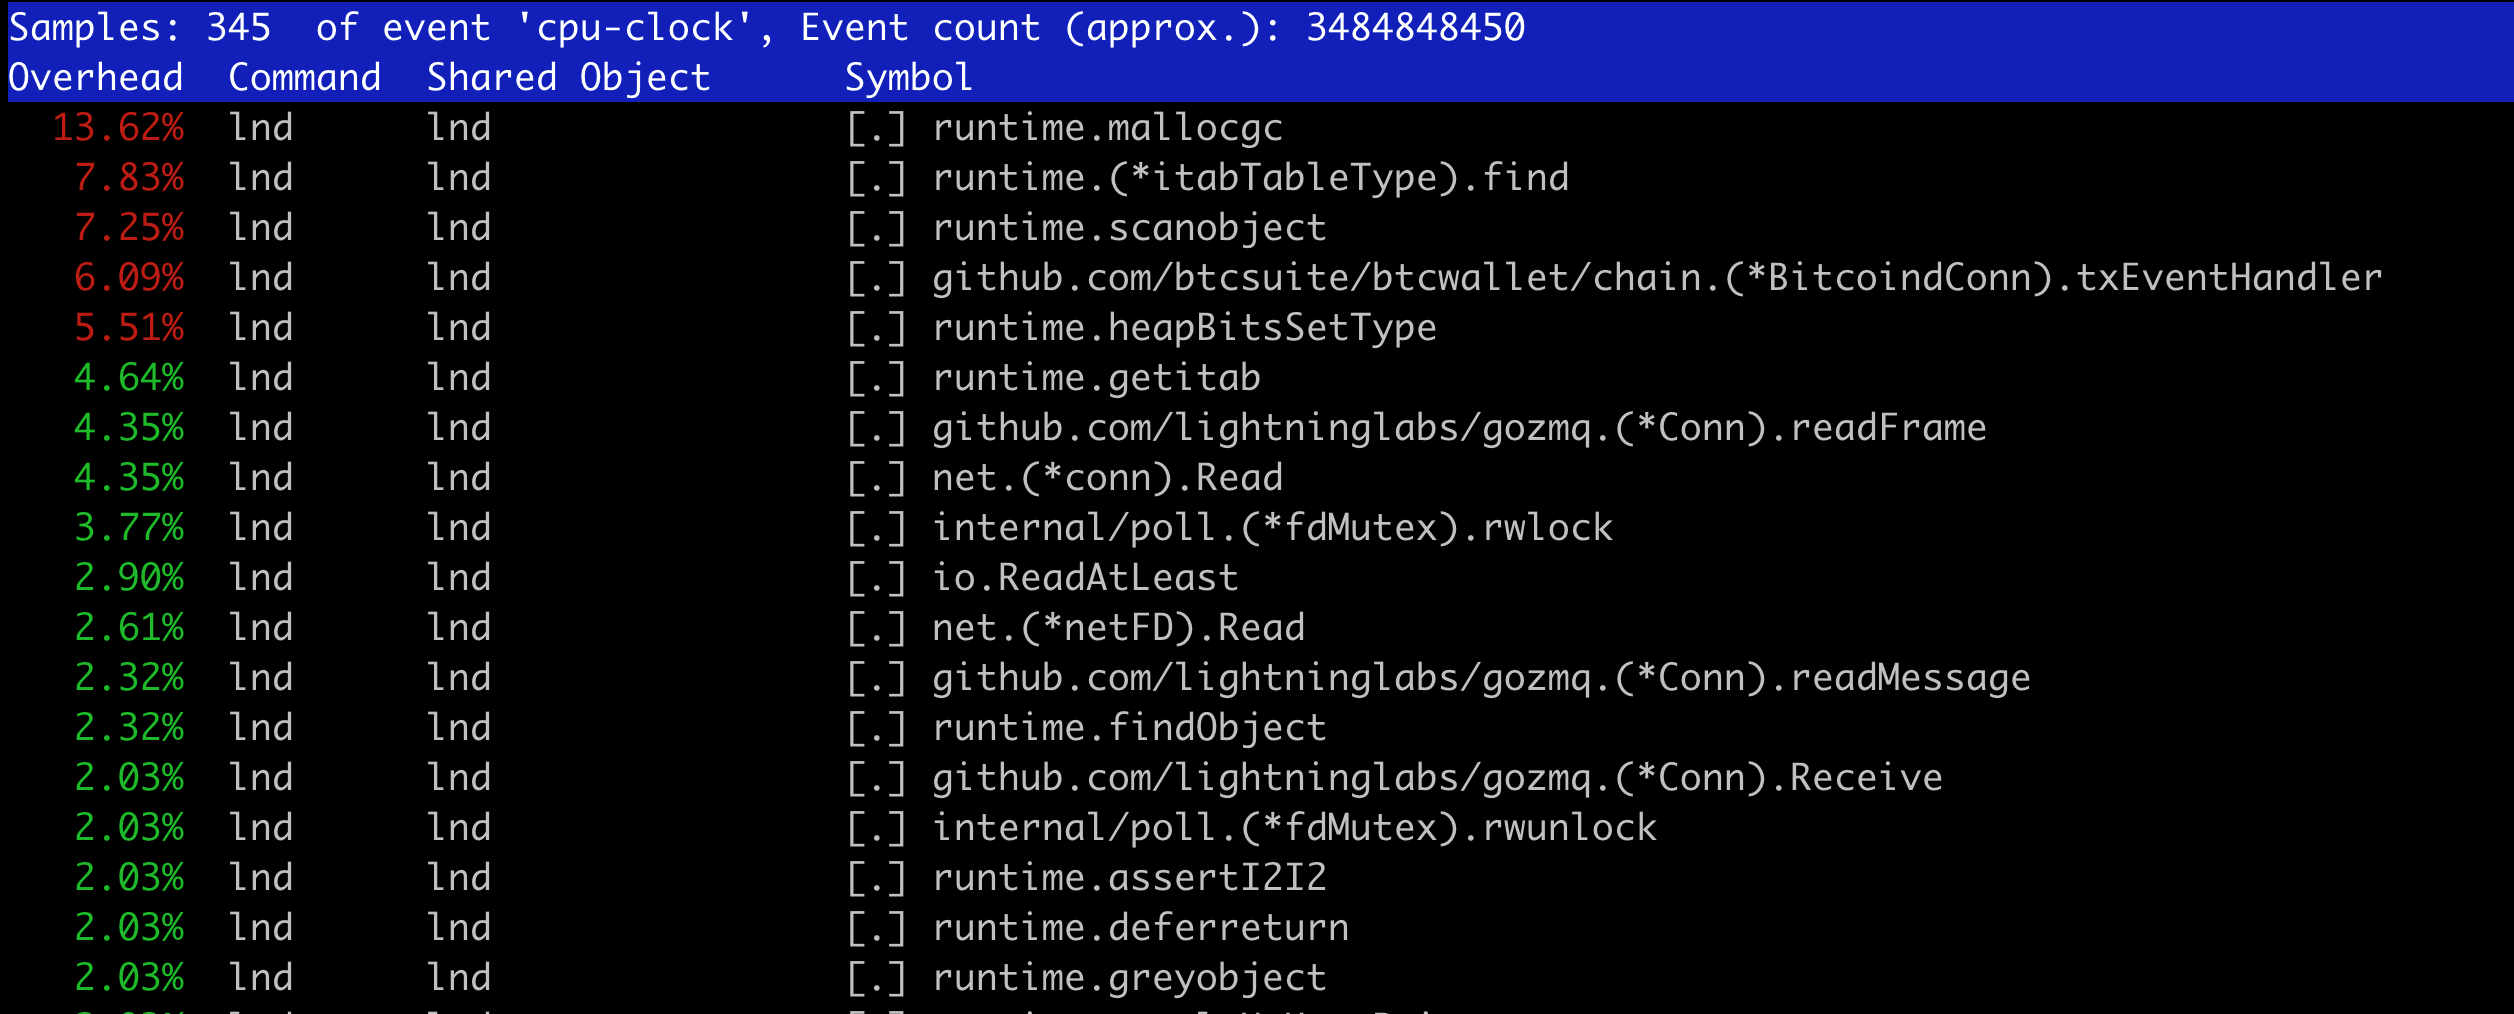 Samples: 345  of event 'cpu-clock', Event count (approx.): 3484848450
Overhead  Command  Shared Object      Symbol
13.62%  lnd      lnd                [.] runtime.mallocgc
7.83%  lnd      lnd                [.] runtime.(*itabTableType).find
7.25%  lnd      lnd                [.] runtime.scanobject
6.09%  lnd      lnd                [.] github.com/btcsuite/btcwallet/chain.(*BitcoindConn).txEventHandler
5.51%  lnd      lnd                [.] runtime.heapBitsSetType
4.64%  lnd      lnd                [.] runtime.getitab
4.35%  lnd      lnd                [.] github.com/lightninglabs/gozmq.(*Conn).readFrame
4.35%  lnd      lnd                [.] net.(*conn).Read
3.77%  lnd      lnd                [.] internal/poll.(*fdMutex).rwlock
2.90%  lnd      lnd                [.] io.ReadAtLeast
2.61%  lnd      lnd                [.] net.(*netFD).Read
2.32%  lnd      lnd                [.] github.com/lightninglabs/gozmq.(*Conn).readMessage
2.32%  lnd      lnd                [.] runtime.findObject
2.03%  lnd      lnd                [.] github.com/lightninglabs/gozmq.(*Conn).Receive
2.03%  lnd      lnd                [.] internal/poll.(*fdMutex).rwunlock
2.03%  lnd      lnd                [.] runtime.assertI2I2
2.03%  lnd      lnd                [.] runtime.deferreturn
2.03%  lnd      lnd                [.] runtime.greyobject